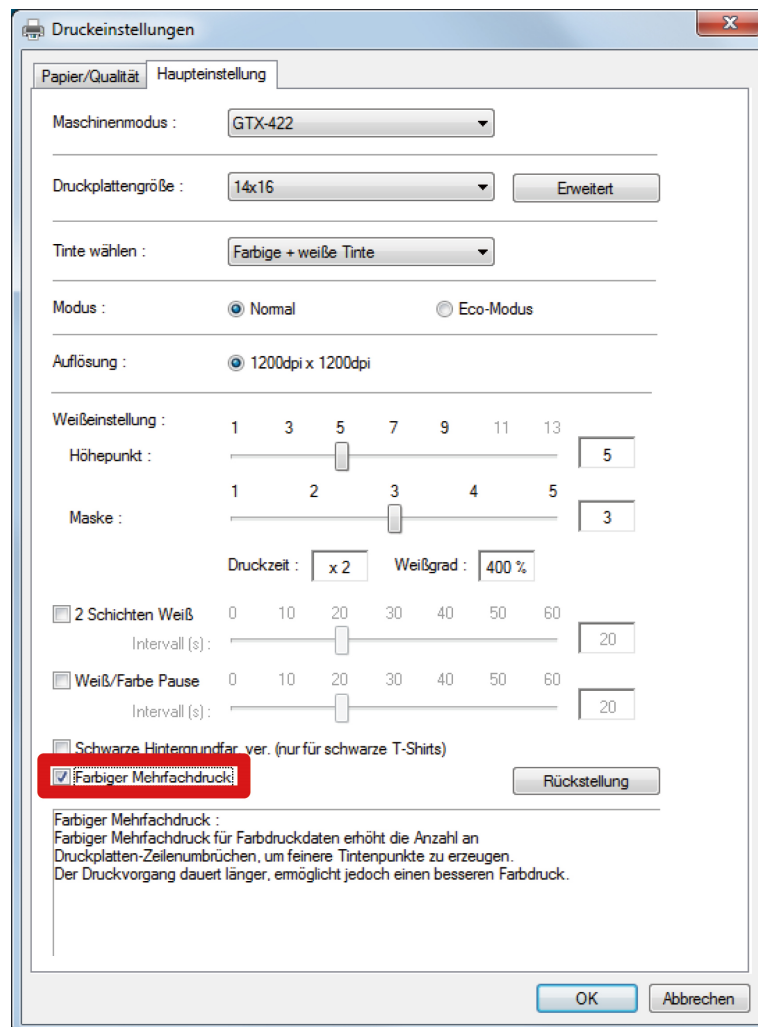 Druckeinstellungen
Papier/Qualität Haupteinstellung
Maschinenmodus : GTX-422
Druckplattengröße : 14x16 Erweitert
Tinte wählen : Farbige + weiße Tinte
Modus : Normal Eco-Modus
Auflösung : 1200dpi x 1200dpi
Weißeinstellung : 1 3 5 7 9 11 13
Höhepunkt : 5
1 2 3 4 5
Maske : 3
Druckzeit : x 2 Weißgrad : 400 %
2 Schichten Weiß 0 10 20 30 40 50 60
Intervall (s) : 20
Weiß/Farbe Pause 0 10 20 30 40 50 60
Intervall (s) : 20
Schwarze Hintergrundfar. ver. (nur für schwarze T-Shirts)
Farbiger Mehrfachdruck Rückstellung
Farbiger Mehrfachdruck :
Farbiger Mehrfachdruck für Farbdruckdaten erhöht die Anzahl an
Druckplatten-Zeilenumbrüchen, um feinere Tintenpunkte zu erzeugen.
Der Druckvorgang dauert länger, ermöglicht jedoch einen besseren Farbdruck.
OK Abbrechen